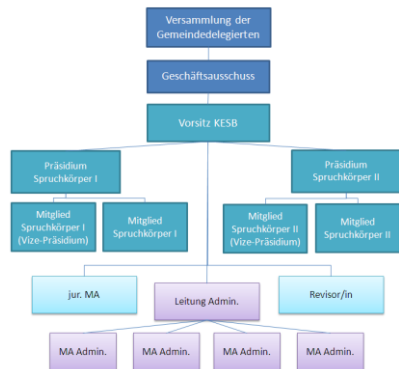 Versammlung der
Gemeindedelegierten
Geschäftsausschuss
Vorsitz KESB
Präsidium
Spruchkörper I
Präsidium
Spruchkörper II
Mitglied
Spruchkörper I
(Vize-Präsidium)
Mitglied
Spruchkörper I
Mitglied
Spruchkörper II
(Vize-Präsidium)
Mitglied
Spruchkörper II
jur. MA
Leitung Admin.
Revisor/in
MA Admin.
MA Admin.
MA Admin.
MA Admin.